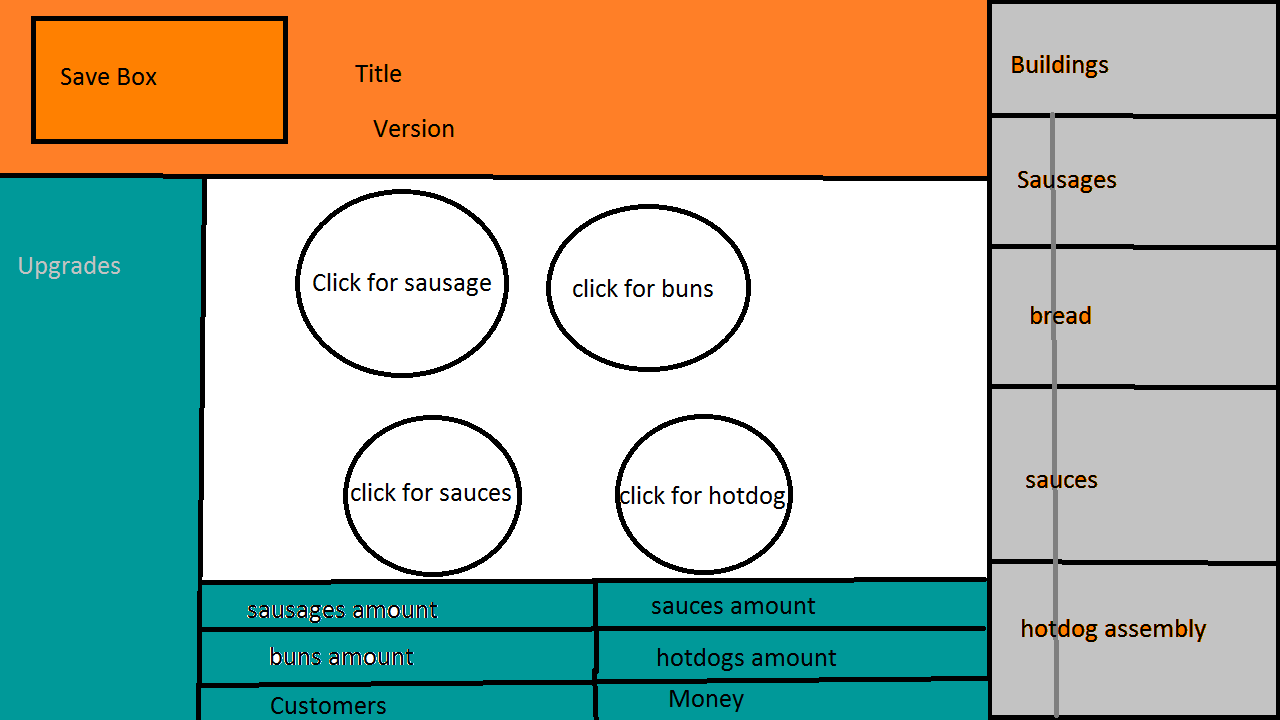 Save Box
Title
Version
Buildings
Sausages
bread
sauces
hotdog assembly
Upgrades
Click for sausage
click for buns
click for sauces
click for hotdog
sausages amount
sauces amount
buns amount
hotdogs amount
Customers
Money